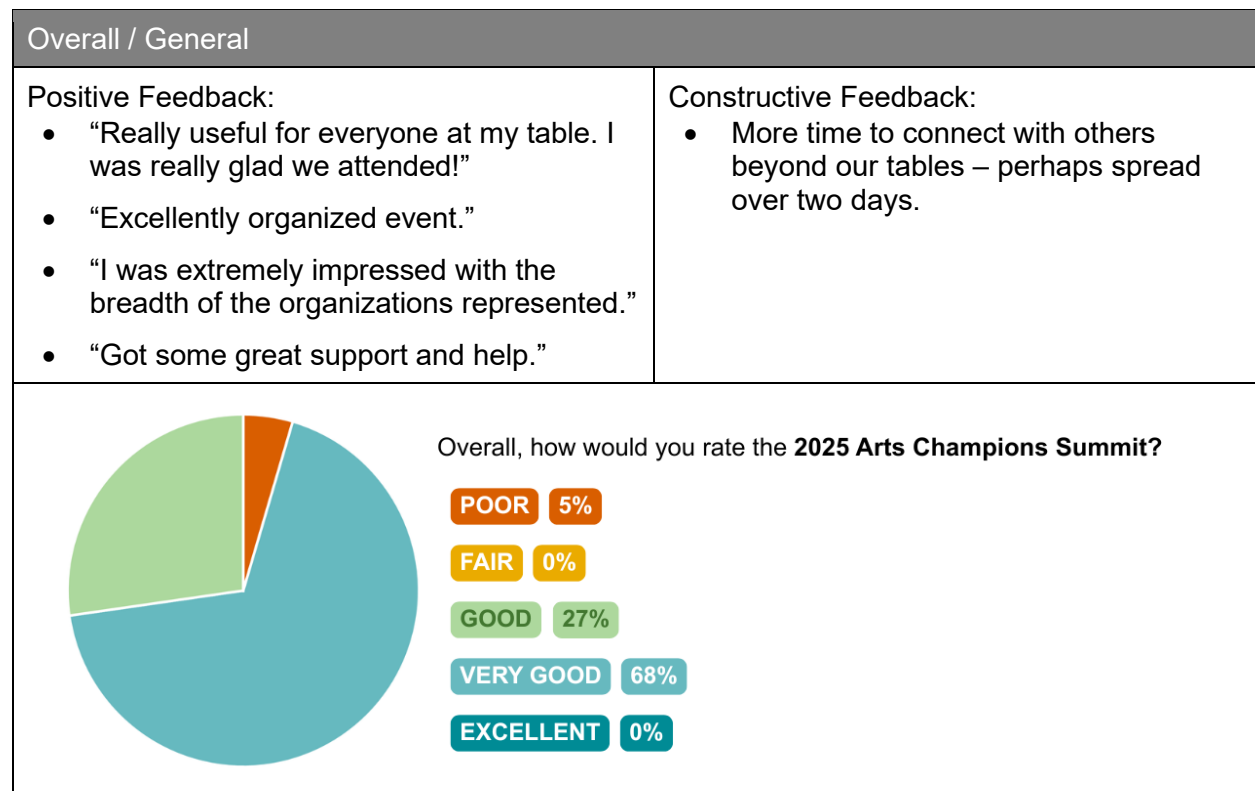 Overall / General
Positive Feedback:
• “Really useful for everyone at my table. I
was really glad we attended!”
• “Excellently organized event.”
• “I was extremely impressed with the
breadth of the organizations represented.”
• “Got some great support and help.”
Constructive Feedback:
• More time to connect with others
beyond our tables – perhaps spread
over two days.
Overall, how would you rate the 2025 Arts Champions Summit?
POOR 5%
FAIR 0%
GOOD 27%
VERY GOOD 68%
EXCELLENT 0%